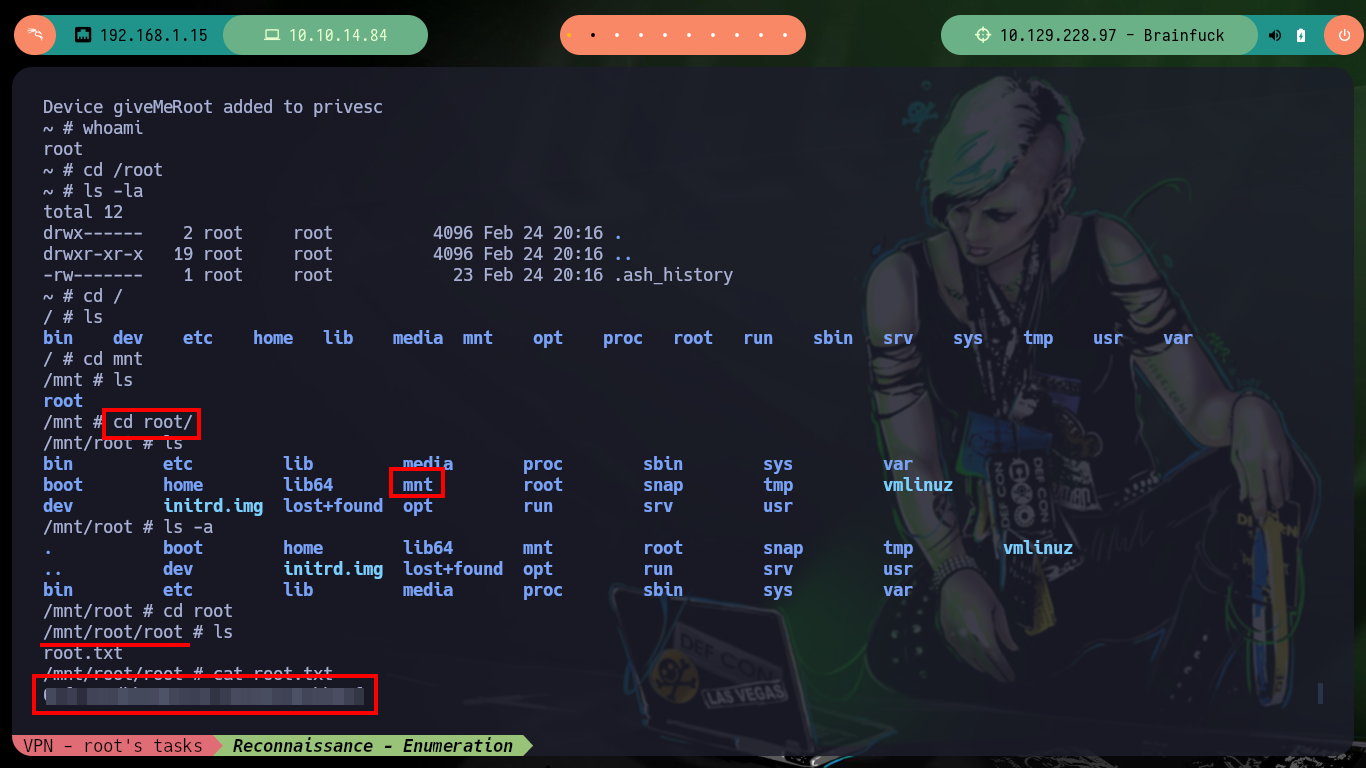 192.168.1.15 10.10.14.84 10.129.228.97 - Brainfuck
Device giveMeRoot added to privesc
~ # whoami
root
~ # cd /root
~ # ls -la
total 12
drwx------    2 root     root          4096 Feb 24 20:16 .
drwxr-xr-x   19 root     root          4096 Feb 24 20:16 ..
-rw-------    1 root     root            23 Feb 24 20:16 .ash_history
~ # cd /
/ # ls
bin    dev    etc    home   lib    media  mnt    opt    proc   root   run    sbin   srv    sys    tmp    usr    var
/ # cd mnt
/mnt # ls
root
/mnt # cd root/
/mnt/root # ls
bin         etc         lib         media       proc        sbin        sys         var
boot        home        lib64       mnt         root        snap        tmp         vmlinuz
dev         initrd.img  lost+found  opt         run         srv         usr
/mnt/root # ls -a
.           boot        home        lib64       mnt         root        snap        tmp         vmlinuz
..          dev         initrd.img  lost+found  opt         run         srv         usr
bin         etc         lib         media       proc        sbin        sys         var
/mnt/root # cd root
/mnt/root/root # ls
root.txt
/mnt/root/root # cat root.txt
DEF CON
LAS VEGAS
VPN - root's tasks Reconnaissance - Enumeration